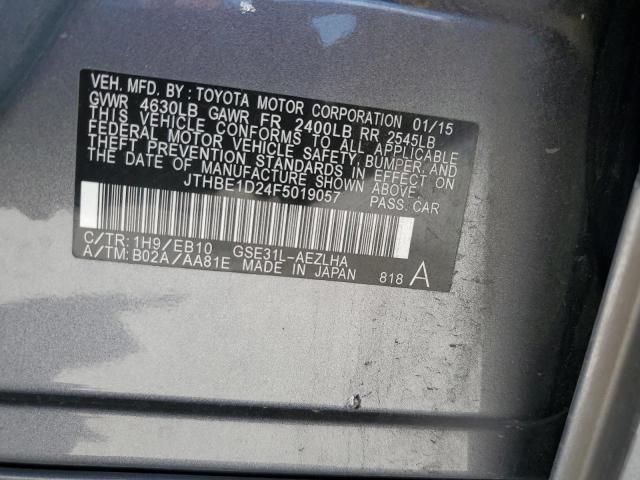 VEH. MFD. BY : TOYOTA MOTOR CORPORATION 01/15
GVWR 4630LB GAWR FR 2400LB RR 2545LB
THIS VEHICLE CONFORMS TO ALL APPLICABLE
FEDERAL MOTOR VEHICLE SAFETY, BUMPER, AND
THEFT PREVENTION STANDARDS IN EFFECT ON
THE DATE OF MANUFACTURE SHOWN ABOVE.
JTHBE1D24F5019057 PASS. CAR
C/TR: 1H9/EB10 GSE31L-AEZLHA
A/TM: B02A/AA81E MADE IN JAPAN 818 A